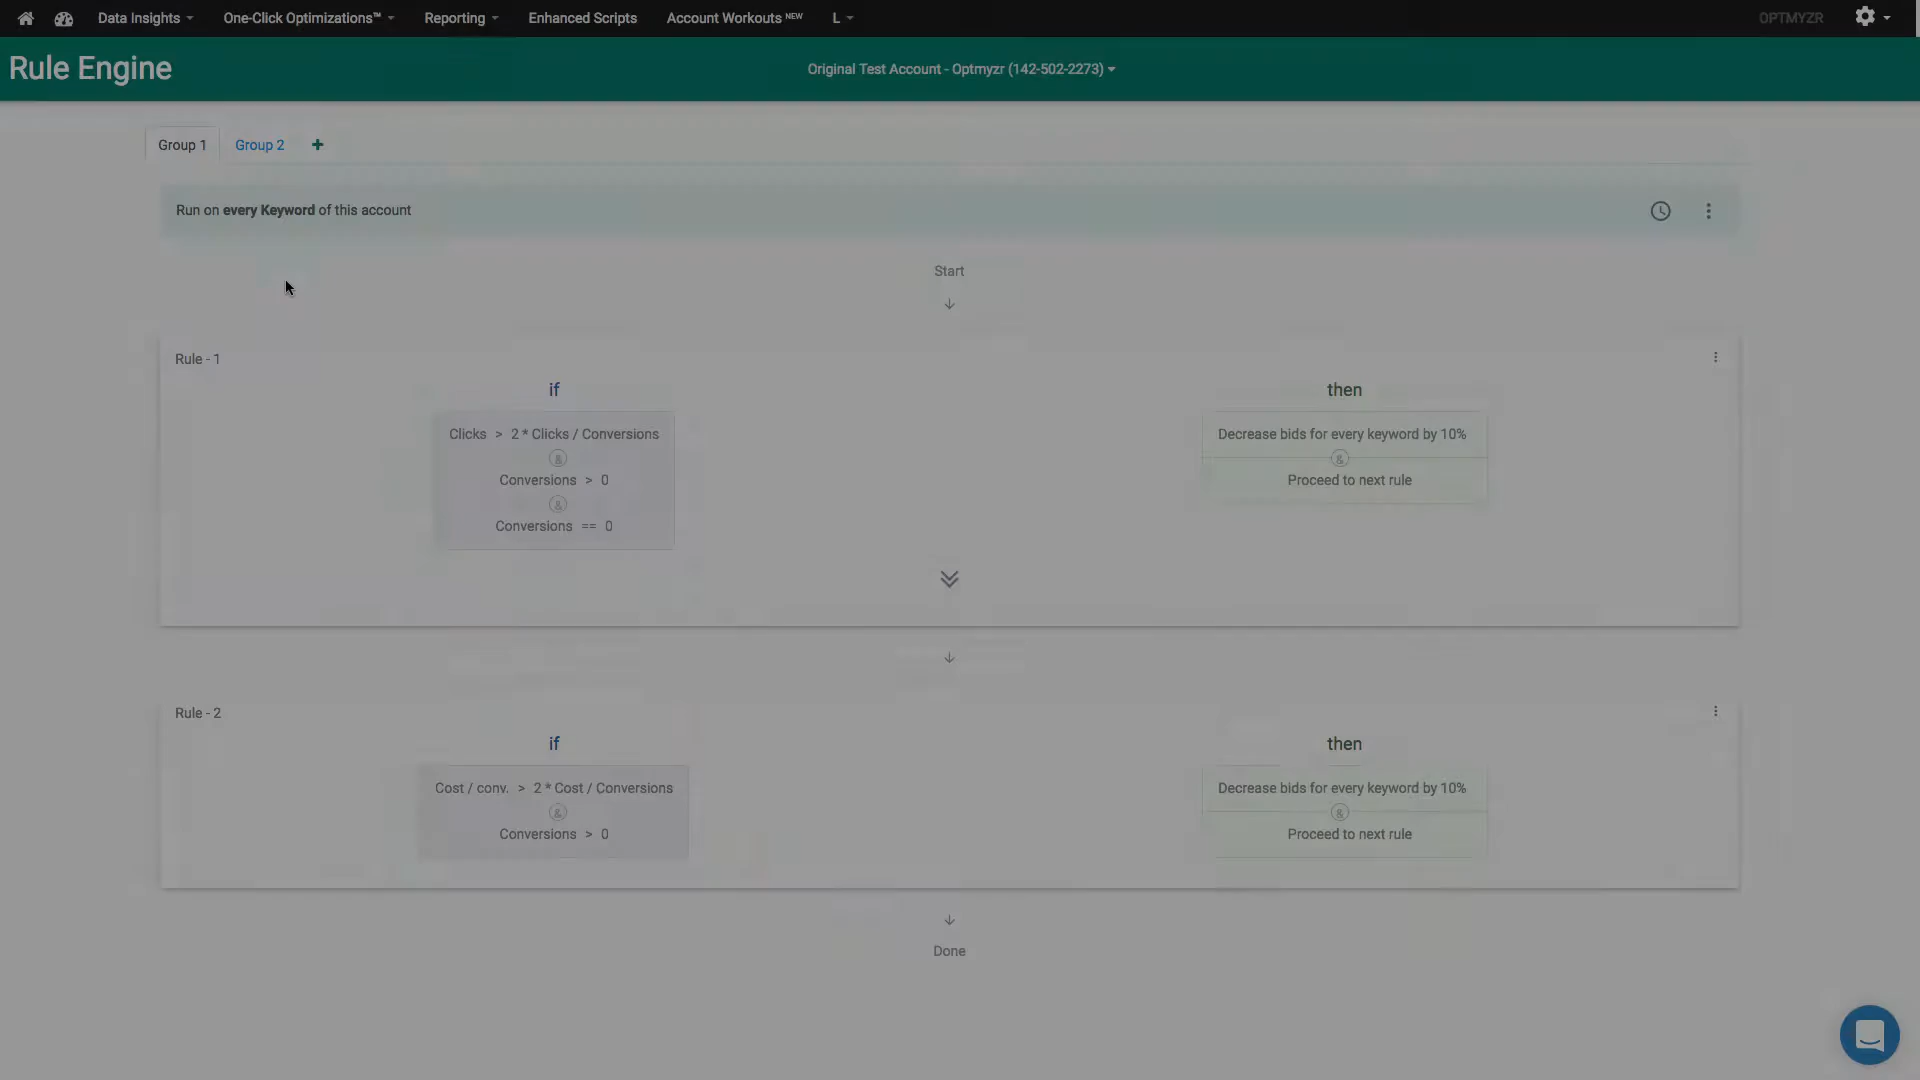 Data Insights
One-Click Optimizations™
Reporting
Enhanced Scripts
Account Workouts NEW
L
OPTMYZR
Rule Engine
Original Test Account - Optmyzr (142-502-2273)
Group 1
Group 2
+
Run on every Keyword of this account
Start
Rule - 1
if
then
Clicks > 2 * Clicks / Conversions
&
Conversions > 0
&
Conversions == 0
Decrease bids for every keyword by 10%
&
Proceed to next rule
Rule - 2
if
then
Cost / conv. > 2 * Cost / Conversions
&
Conversions > 0
Decrease bids for every keyword by 10%
&
Proceed to next rule
Done